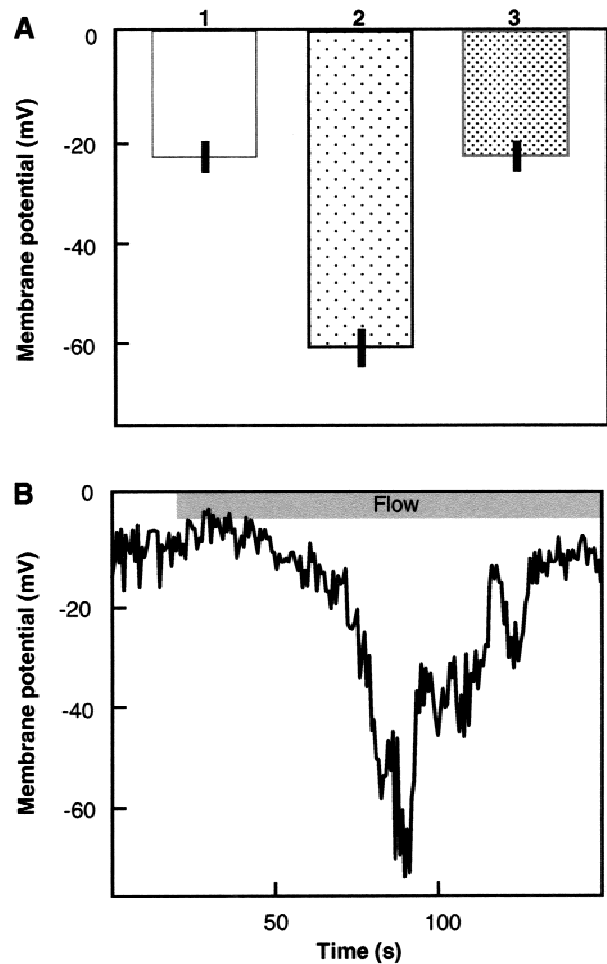 A
1 2 3
0
-20
-40
-60
Membrane potential (mV)
B
Flow
0
-20
-40
-60
Membrane potential (mV)
50 100
Time (s)